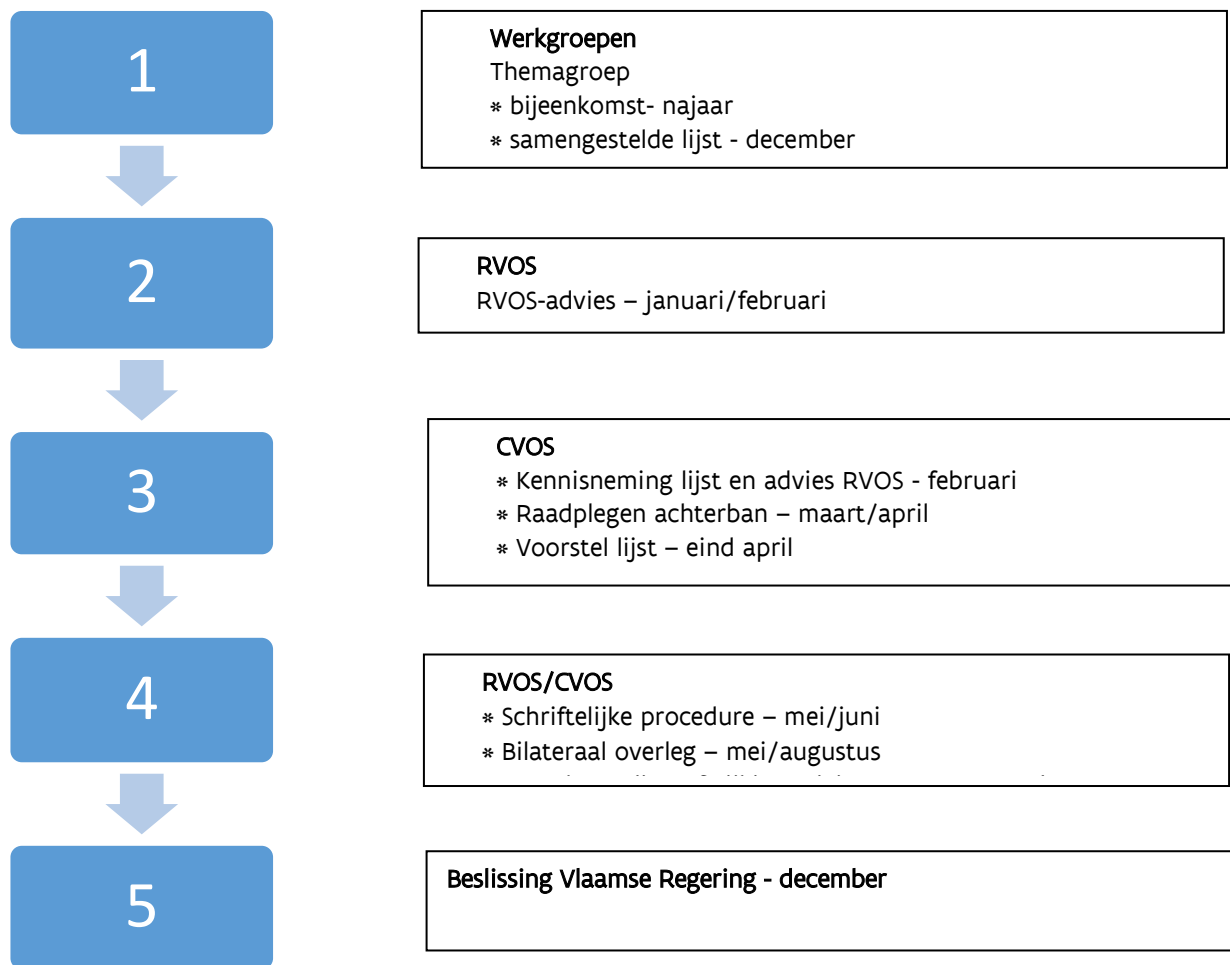 1
Werkgroepen
Themagroep
* bijeenkomst- najaar
* samengestelde lijst - december
2
RVOS
RVOS-advies – januari/februari
3
CVOS
* Kennisneming lijst en advies RVOS - februari
* Raadplegen achterban – maart/april
* Voorstel lijst – eind april
4
RVOS/CVOS
* Schriftelijke procedure – mei/juni
* Bilateraal overleg – mei/augustus
5
Beslissing Vlaamse Regering - december